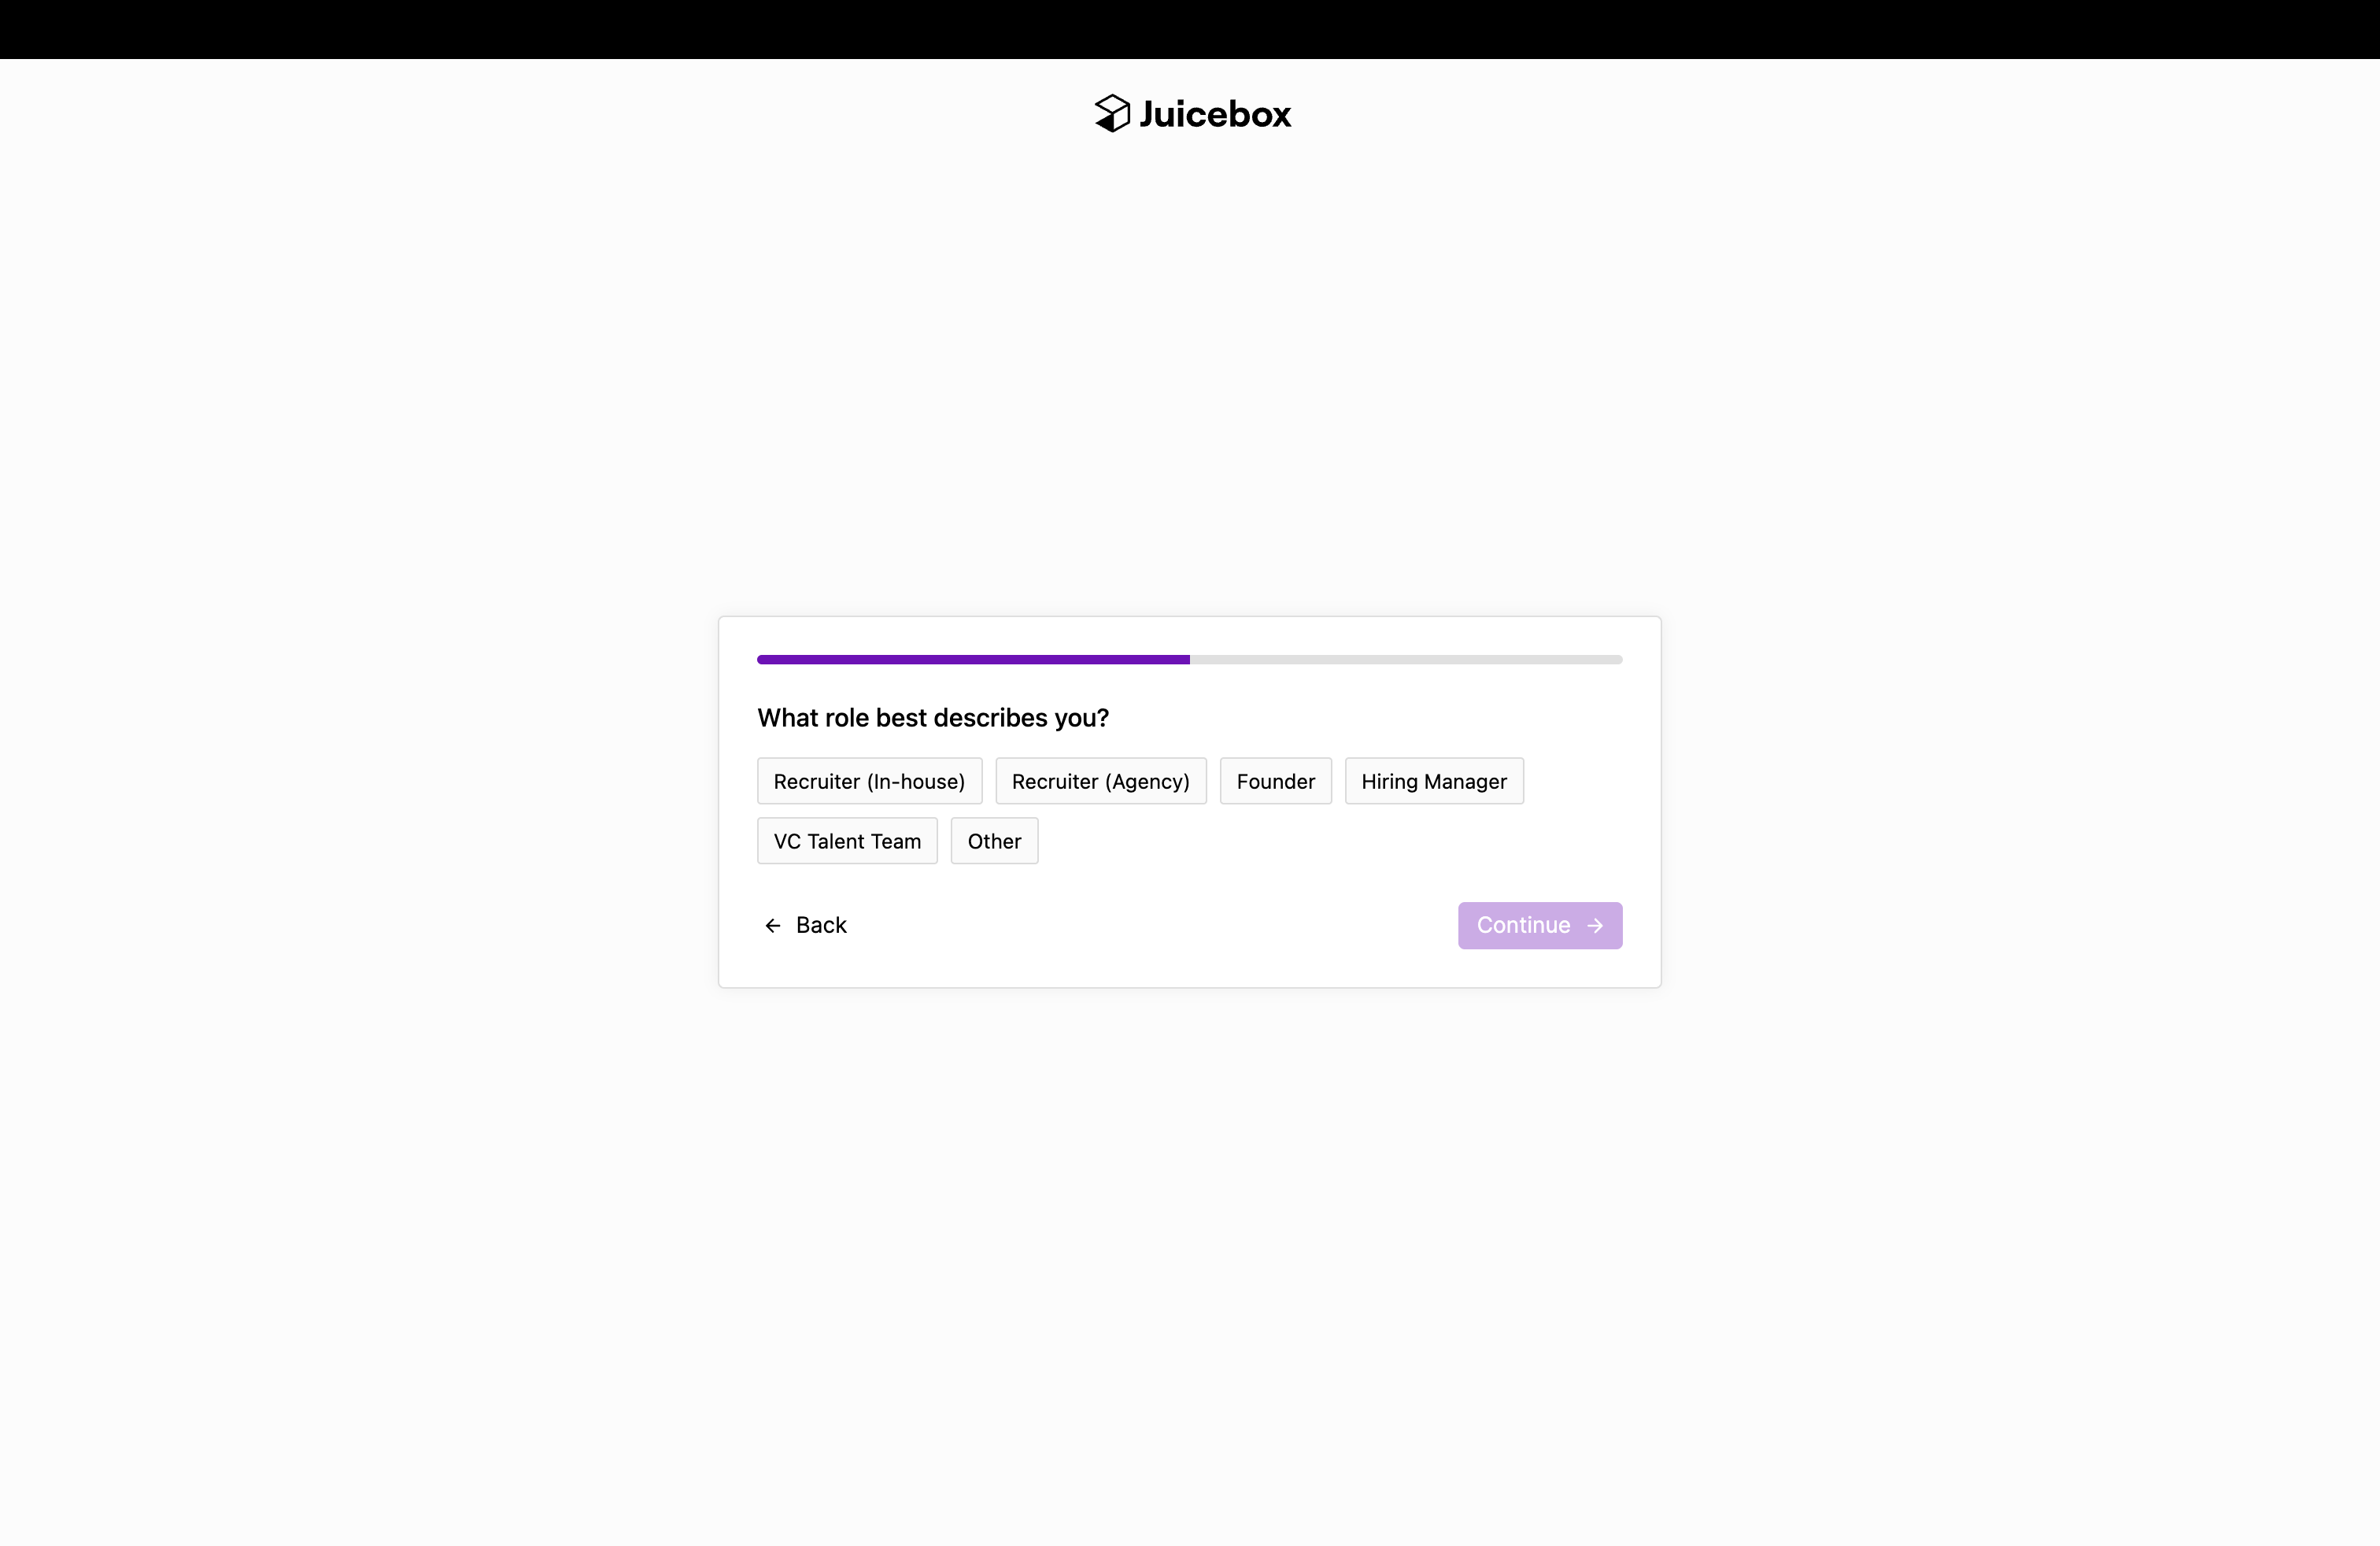 Juicebox
What role best describes you?
Recruiter (In-house) Recruiter (Agency) Founder Hiring Manager
VC Talent Team Other
Back Continue